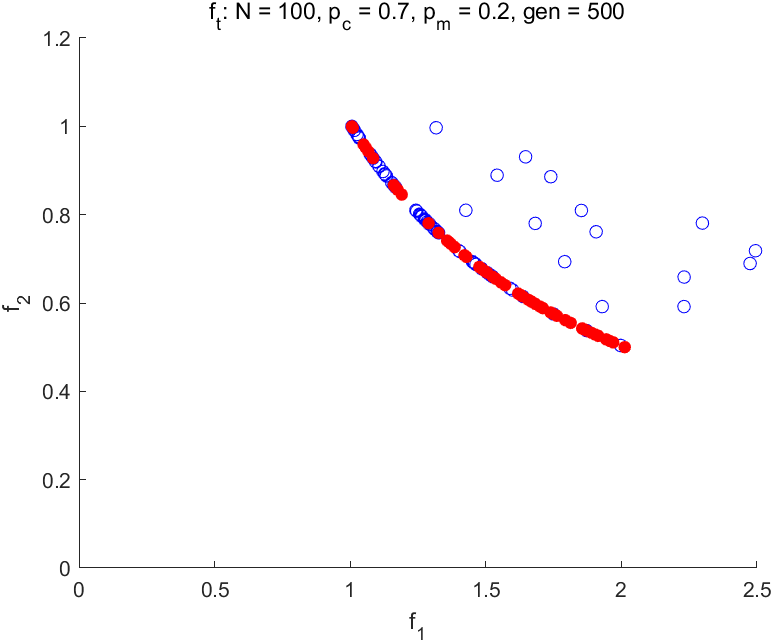 f_t: N = 100, p_c = 0.7, p_m = 0.2, gen = 500
1.2
1
0.8
0.6
0.4
0.2
0
f_2
0 0.5 1 1.5 2 2.5
f_1